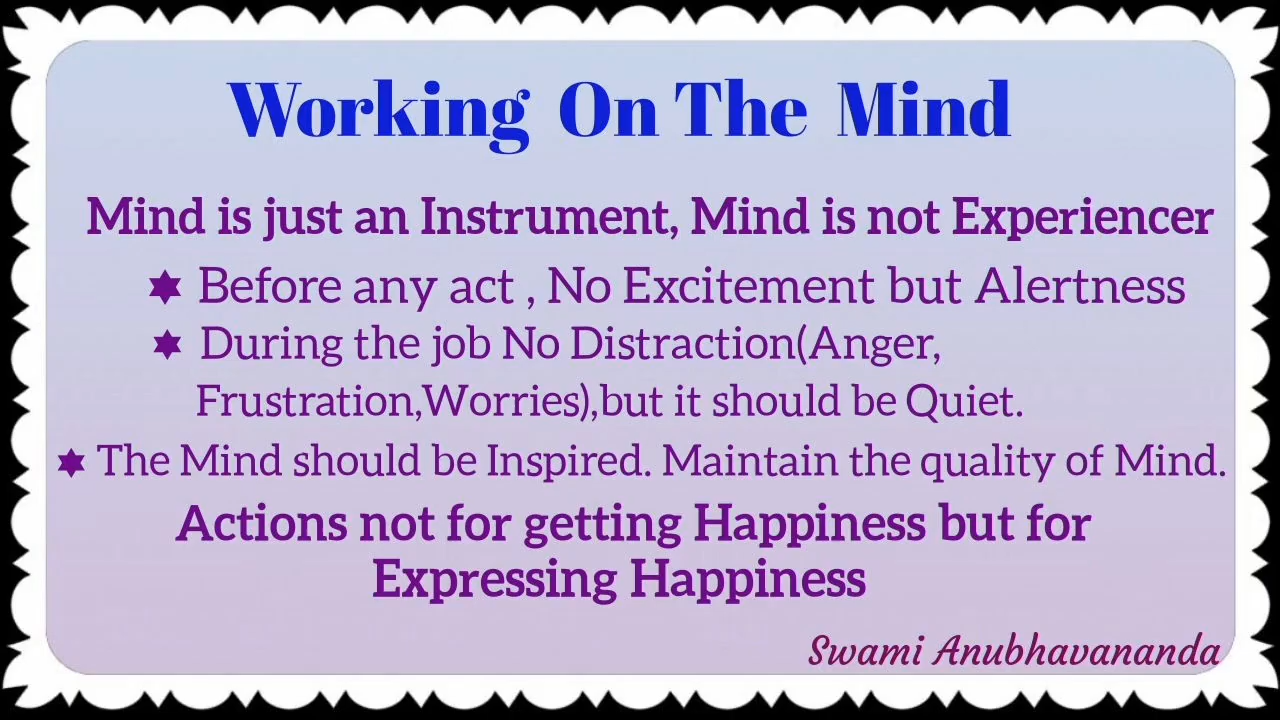 Working On The Mind
Mind is just an Instrument, Mind is not Experiencer
✶ Before any act , No Excitement but Alertness
✶ During the job No Distraction(Anger,
Frustration,Worries),but it should be Quiet.
✶ The Mind should be Inspired. Maintain the quality of Mind.
Actions not for getting Happiness but for
Expressing Happiness
Swami Anubhavananda